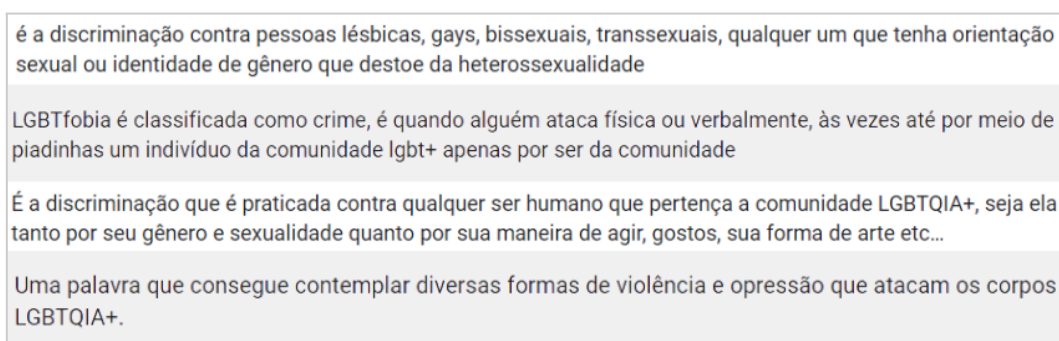 é a discriminação contra pessoas lésbicas, gays, bissexuais, transsexuais, qualquer um que tenha orientação
sexual ou identidade de gênero que destoe da heterossexualidade
LGBTfobia é classificada como crime, é quando alguém ataca física ou verbalmente, às vezes até por meio de
piadinhas um indivíduo da comunidade lgbt+ apenas por ser da comunidade
É a discriminação que é praticada contra qualquer ser humano que pertença a comunidade LGBTQIA+, seja ela
tanto por seu gênero e sexualidade quanto por sua maneira de agir, gostos, sua forma de arte etc...
Uma palavra que consegue contemplar diversas formas de violência e opressão que atacam os corpos
LGBTQIA+.